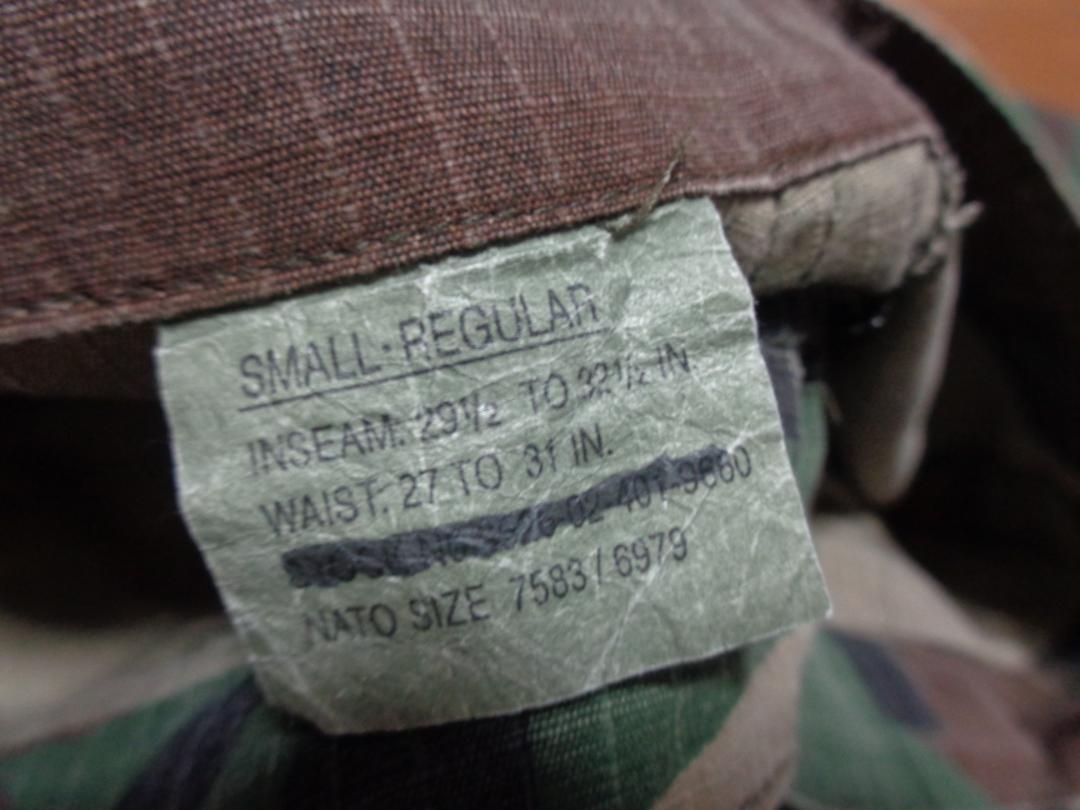 SMALL-REGULAR
INSEAM: 29½ TO 32½ IN.
WAIST: 27 TO 31 IN.
NATO SIZE 7583 / 6979